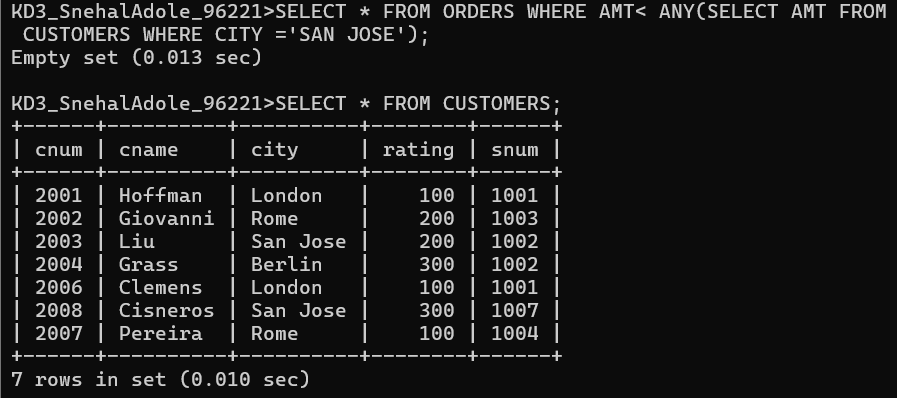 KD3_SnehalAdole_96221>SELECT * FROM ORDERS WHERE AMT< ANY(SELECT AMT FROM
 CUSTOMERS WHERE CITY ='SAN JOSE');
Empty set (0.013 sec)

KD3_SnehalAdole_96221>SELECT * FROM CUSTOMERS;
+------+----------+----------+--------+------+
| cnum | cname    | city     | rating | snum |
+------+----------+----------+--------+------+
| 2001 | Hoffman  | London   |    100 | 1001 |
| 2002 | Giovanni | Rome     |    200 | 1003 |
| 2003 | Liu      | San Jose |    200 | 1002 |
| 2004 | Grass    | Berlin   |    300 | 1002 |
| 2006 | Clemens  | London   |    100 | 1001 |
| 2008 | Cisneros | San Jose |    300 | 1007 |
| 2007 | Pereira  | Rome     |    100 | 1004 |
+------+----------+----------+--------+------+
7 rows in set (0.010 sec)